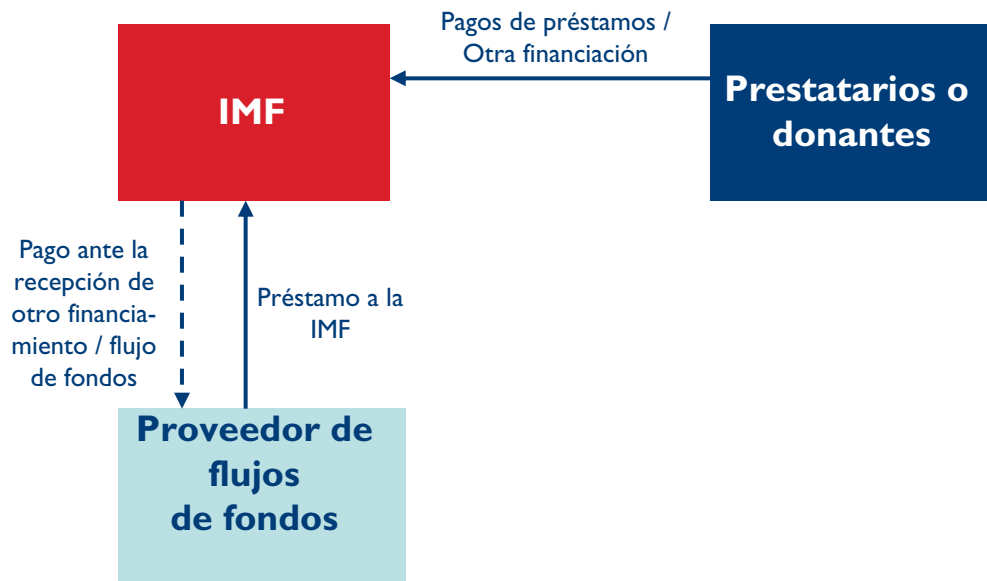 Pagos de préstamos /
Otra financiación
IMF
Prestatarios o
donantes
Pago ante la
recepción de
otro financia-
miento / flujo
de fondos
Préstamo a la
IMF
Proveedor de
flujos
de fondos